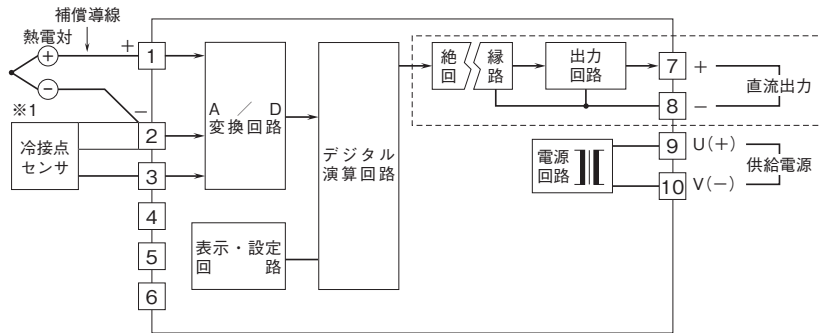 補償導線
熱電対
+
1
+
−
※1
−
2
冷接点
センサ
3
4
5
6
A ／ D
変換回路
表示・設定
回 路
デジタル
演算回路
絶 縁
回 路
出力
回路
7
+
8
−
直流出力
電源
回路
9
U(+)
10
V(−)
供給電源